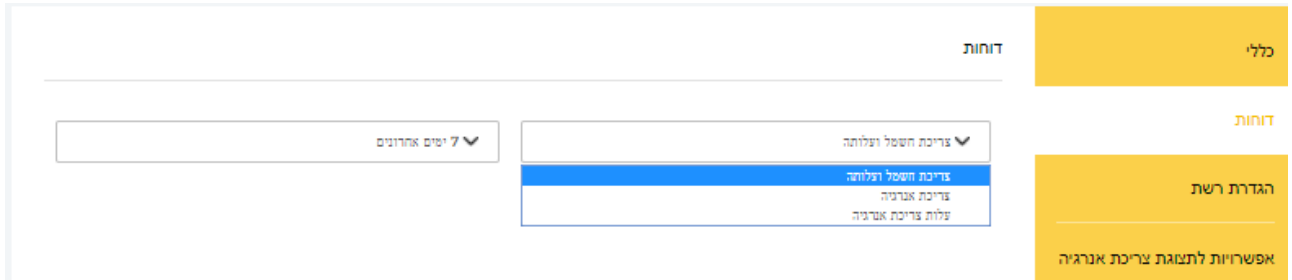 כללי
דוחות
הגדרת רשת
אפשרויות לתצוגת צריכת אנרגיה
דוחות
צריכת חשמל ועלותה
7 ימים אחרונים
צריכת חשמל ועלותה
צריכת אנרגיה
עלות צריכת אנרגיה